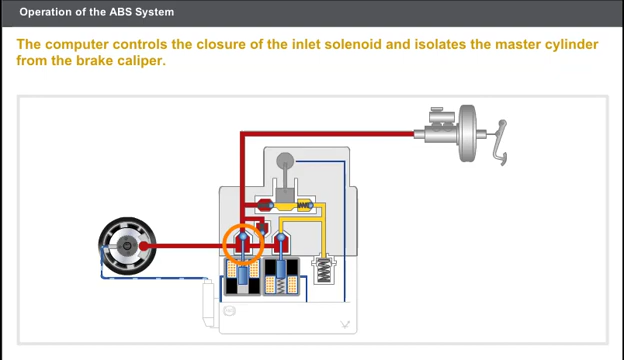 Operation of the ABS System
The computer controls the closure of the inlet solenoid and isolates the master cylinder
from the brake caliper.